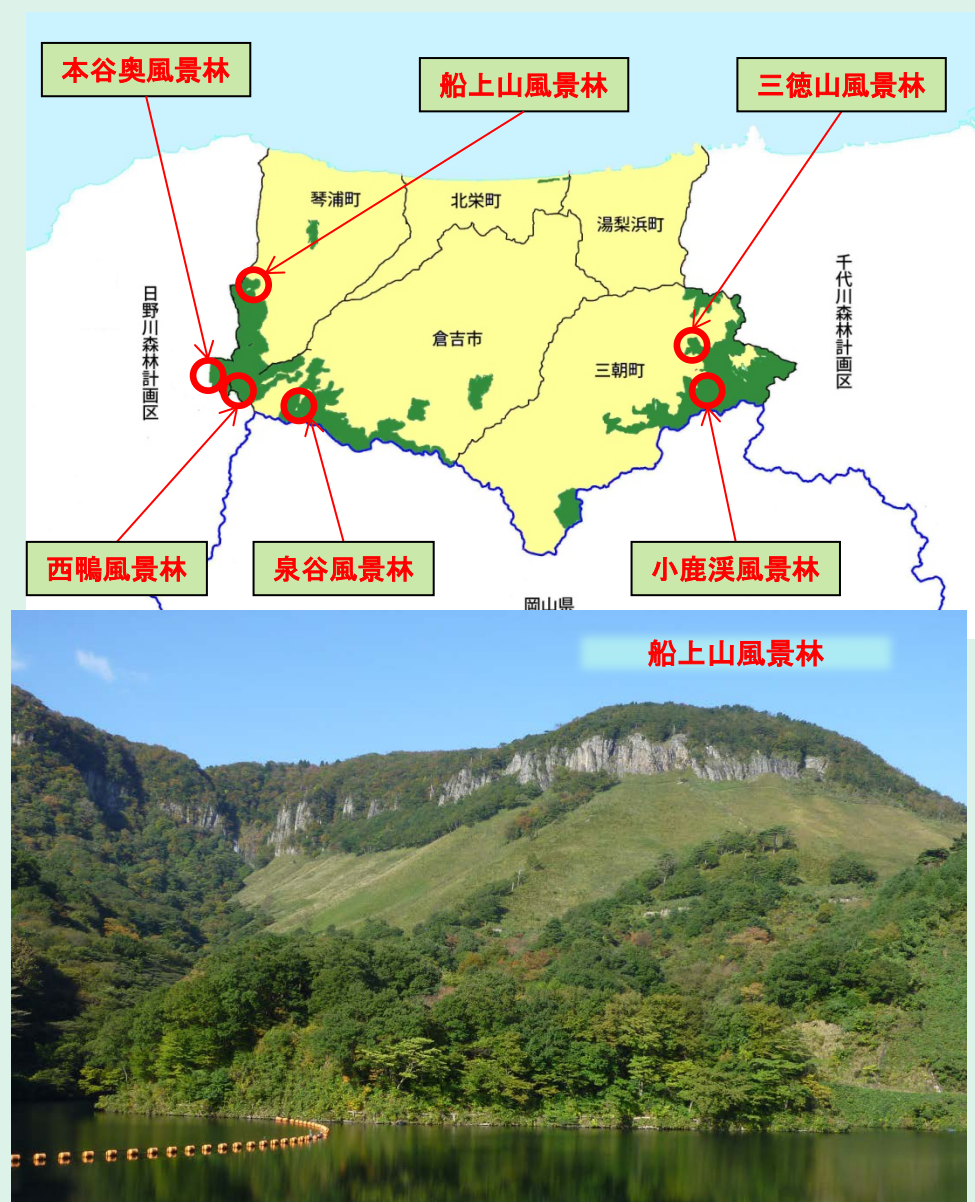 本谷奥風景林
船上山風景林
三徳山風景林
琴浦町
北栄町
湯梨浜町
千代川森林計画区
日野川森林計画区
倉吉市
三朝町
西鴨風景林
泉谷風景林
小鹿渓風景林
岡山県
船上山風景林